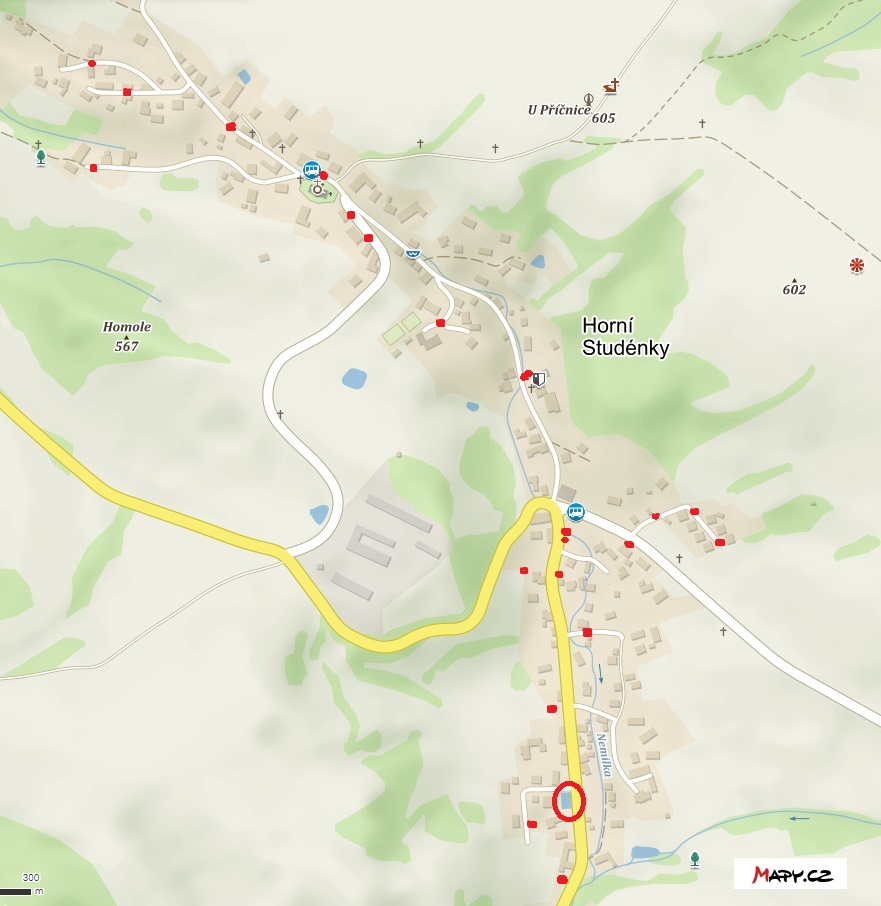 U Příčnice
605
602
Homole
567
Horní
Studénky
Nemilka
300
m
MAPY.CZ